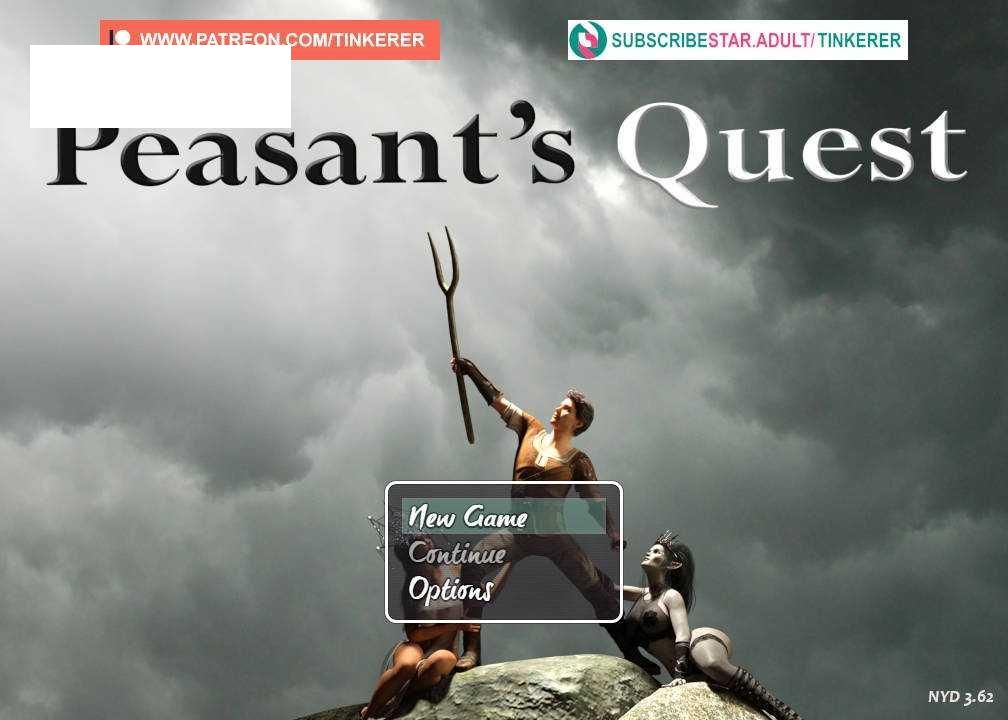 WWW.PATREON.COM/TINKERER
SUBSCRIBESTAR.ADULT/TINKERER
Peasant's Quest
New Game
Continue
Options
NYD 3.62